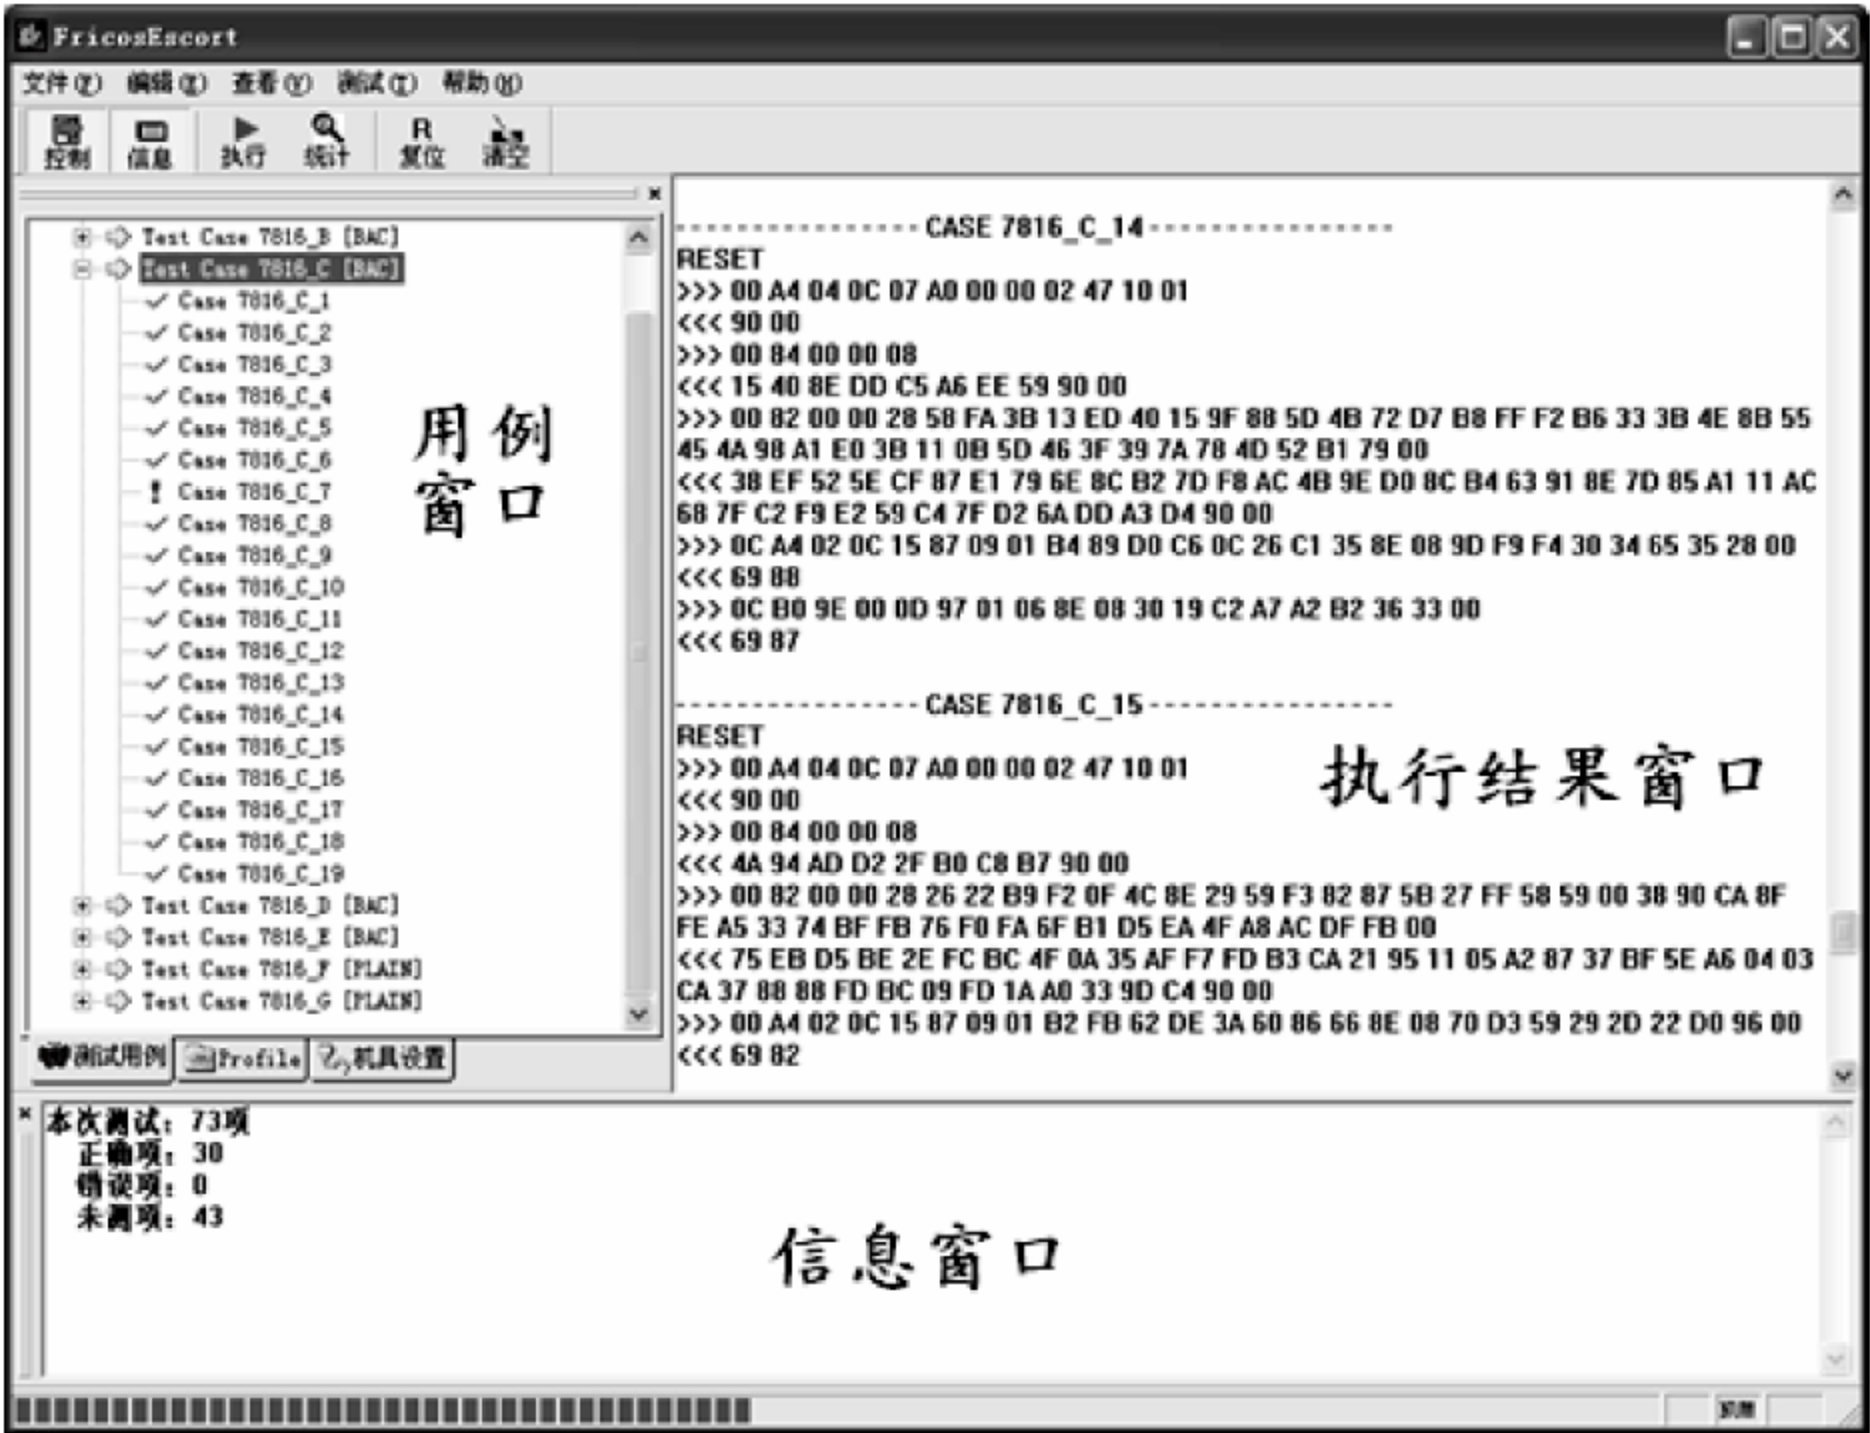 FricosEscort
文件(F) 编辑(E) 查看(V) 测试(T) 帮助(H)
控制 信息 执行 统计 R 复位 清空
Test Case 7816_B [BAC]
Test Case 7816_C [BAC]
Case 7816_C_1
Case 7816_C_2
Case 7816_C_3
Case 7816_C_4
Case 7816_C_5
Case 7816_C_6
Case 7816_C_7
Case 7816_C_8
Case 7816_C_9
Case 7816_C_10
Case 7816_C_11
Case 7816_C_12
Case 7816_C_13
Case 7816_C_14
Case 7816_C_15
Case 7816_C_16
Case 7816_C_17
Case 7816_C_18
Case 7816_C_19
Test Case 7816_D [BAC]
Test Case 7816_E [BAC]
Test Case 7816_F [PLAIN]
Test Case 7816_G [PLAIN]
用例
窗口
测试用例 Profile 机具设置
----------------CASE 7816_C_14----------------
RESET
>>> 00 A4 04 0C 07 A0 00 00 02 47 10 01
<<< 90 00
>>> 00 84 00 00 08
<<< 15 40 8E DD C5 A6 EE 59 90 00
>>> 00 82 00 00 28 58 FA 3B 13 ED 40 15 9F 88 5D 4B 72 D7 B8 FF F2 B6 33 3B 4E 8B 55
45 4A 98 A1 E0 3B 11 0B 5D 46 3F 39 7A 78 4D 52 B1 79 00
<<< 38 EF 52 5E CF 87 E1 79 6E 8C B2 7D F8 AC 4B 9E D0 8C B4 63 91 8E 7D 85 A1 11 AC
68 7F C2 F9 E2 59 C4 7F D2 6A DD A3 D4 90 00
>>> 0C A4 02 0C 15 87 09 01 B4 89 D0 C6 0C 26 C1 35 8E 08 9D F9 F4 30 34 65 35 28 00
<<< 69 88
>>> 0C B0 9E 00 0D 97 01 06 8E 08 30 19 C2 A7 A2 B2 36 33 00
<<< 69 87
----------------CASE 7816_C_15----------------
RESET
>>> 00 A4 04 0C 07 A0 00 00 02 47 10 01
<<< 90 00
>>> 00 84 00 00 08
<<< 4A 94 AD D2 2F B0 C8 B7 90 00
>>> 00 82 00 00 28 26 22 B9 F2 0F 4C 8E 29 59 F3 82 87 5B 27 FF 58 59 00 38 90 CA 8F
FE A5 33 74 BF FB 76 F0 FA 6F B1 D5 EA 4F A8 AC DF FB 00
<<< 75 EB D5 BE 2E FC BC 4F 0A 35 AF F7 FD B3 CA 21 95 11 05 A2 87 37 BF 5E A6 04 03
CA 37 88 88 FD BC 09 FD 1A A0 33 9D C4 90 00
>>> 00 A4 02 0C 15 87 09 01 B2 FB 62 DE 3A 60 86 66 8E 08 70 D3 59 29 2D 22 D0 96 00
<<< 69 82
执行结果窗口
本次测试: 73项
正确项: 30
错误项: 0
未测项: 43
信息窗口